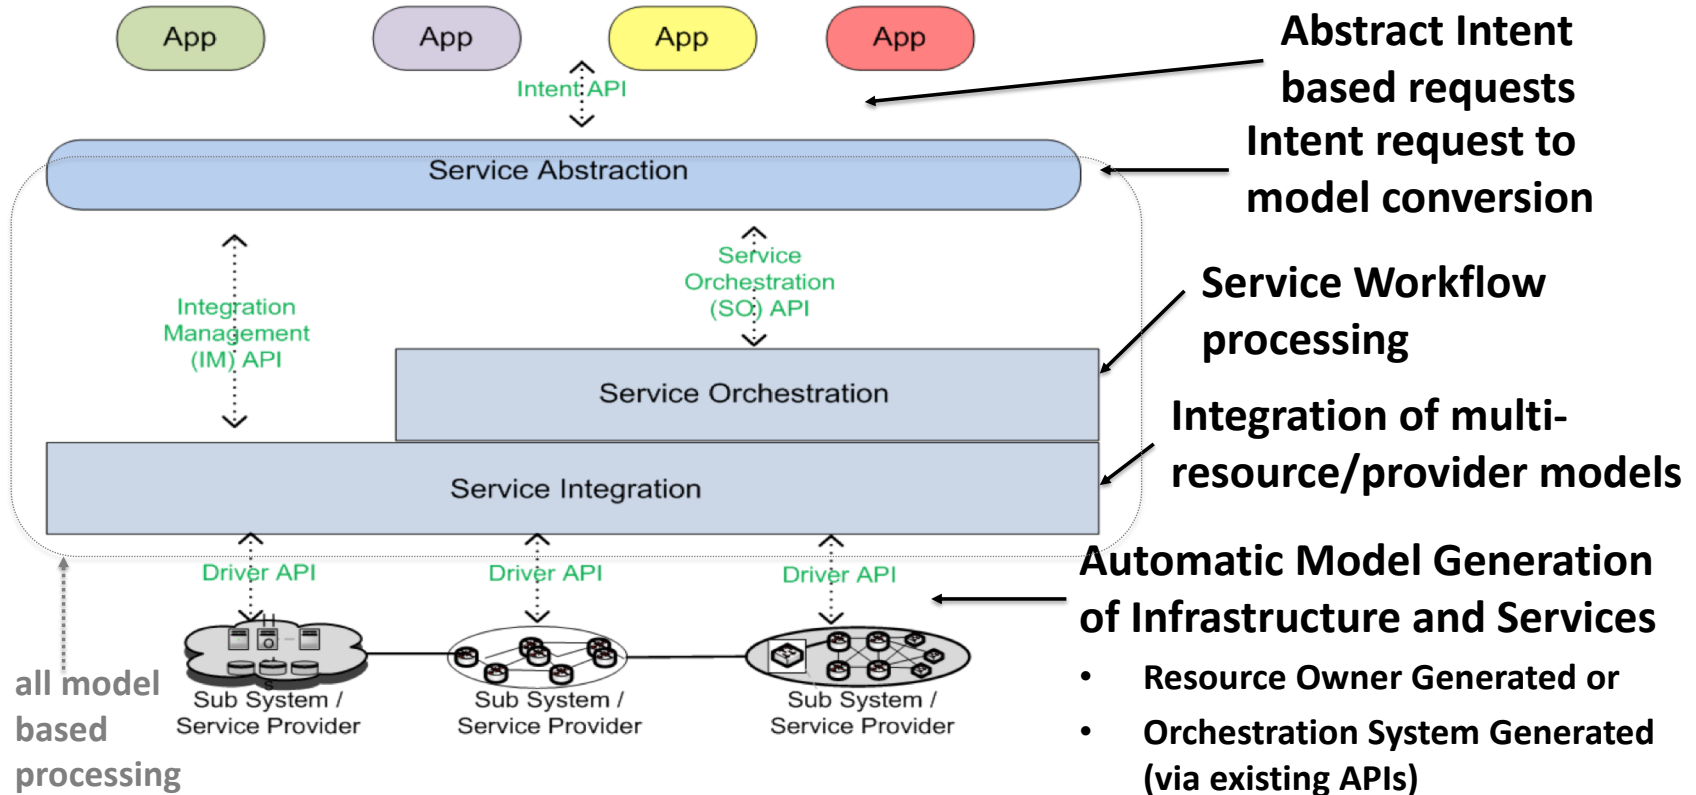 App
App
App
App
Intent API
Abstract Intent
based requests
Service Abstraction
Intent request to
model conversion
Integration
Management
(IM) API
Service
Orchestration
(SO) API
Service Workflow
processing
Service Orchestration
Integration of multi-
resource/provider models
Service Integration
Driver API
Driver API
Driver API
Automatic Model Generation
of Infrastructure and Services
• Resource Owner Generated or
• Orchestration System Generated
(via existing APIs)
H
o
s
Sub System /
Service Provider
Sub System /
Service Provider
Sub System /
Service Provider
all model
based
processing